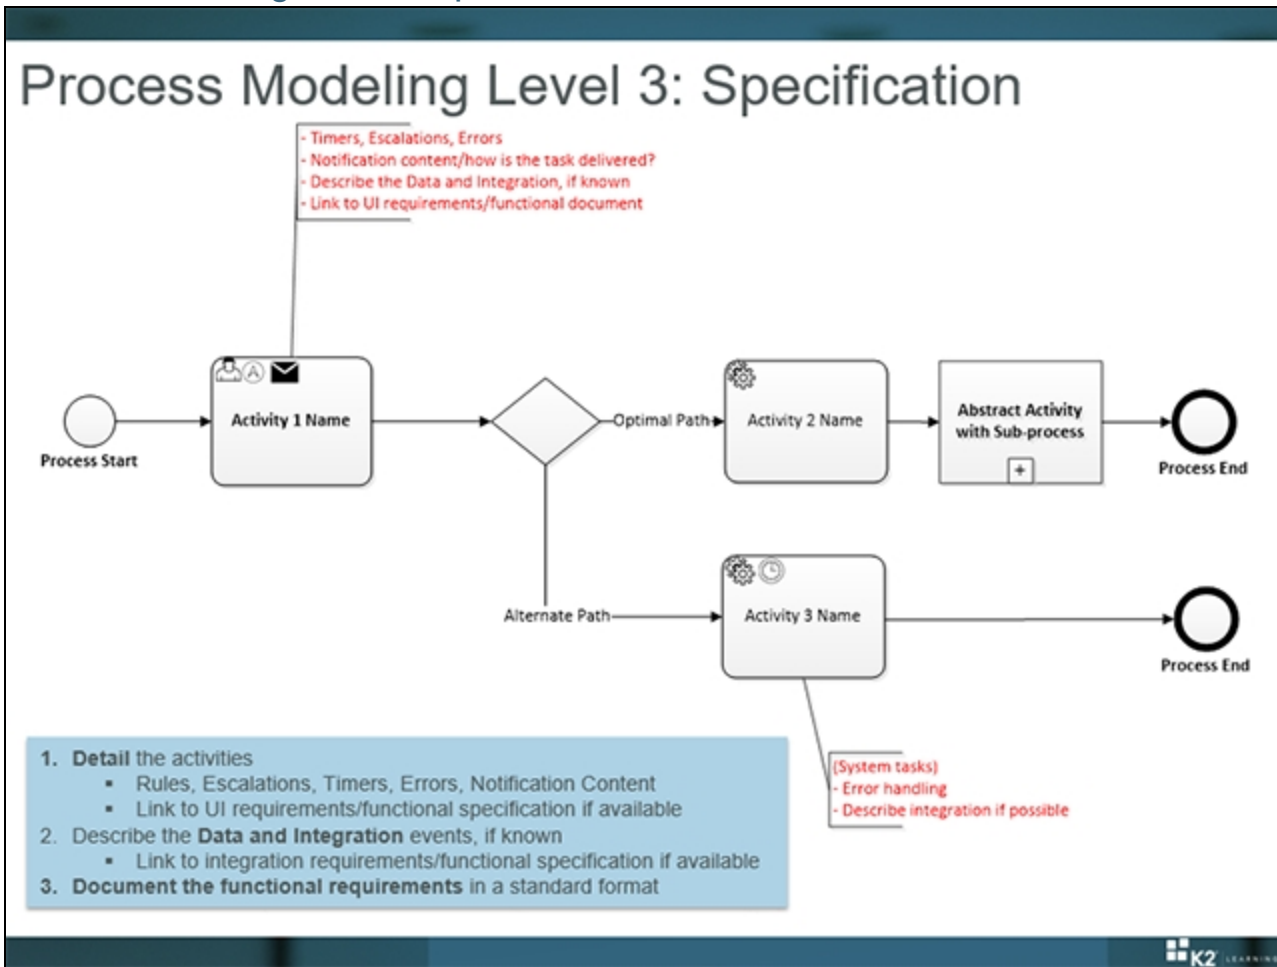 Process Modeling Level 3: Specification
- Timers, Escalations, Errors
- Notification content/how is the task delivered?
- Describe the Data and Integration, if known
- Link to UI requirements/functional document
A
Activity 1 Name
Optimal Path
Activity 2 Name
Abstract Activity
with Sub-process
+
Process Start
Process End
Alternate Path
Activity 3 Name
Process End
(System tasks)
- Error handling
- Describe integration if possible
1. Detail the activities
▪ Rules, Escalations, Timers, Errors, Notification Content
▪ Link to UI requirements/functional specification if available
2. Describe the Data and Integration events, if known
▪ Link to integration requirements/functional specification if available
3. Document the functional requirements in a standard format
K2 LEARNING